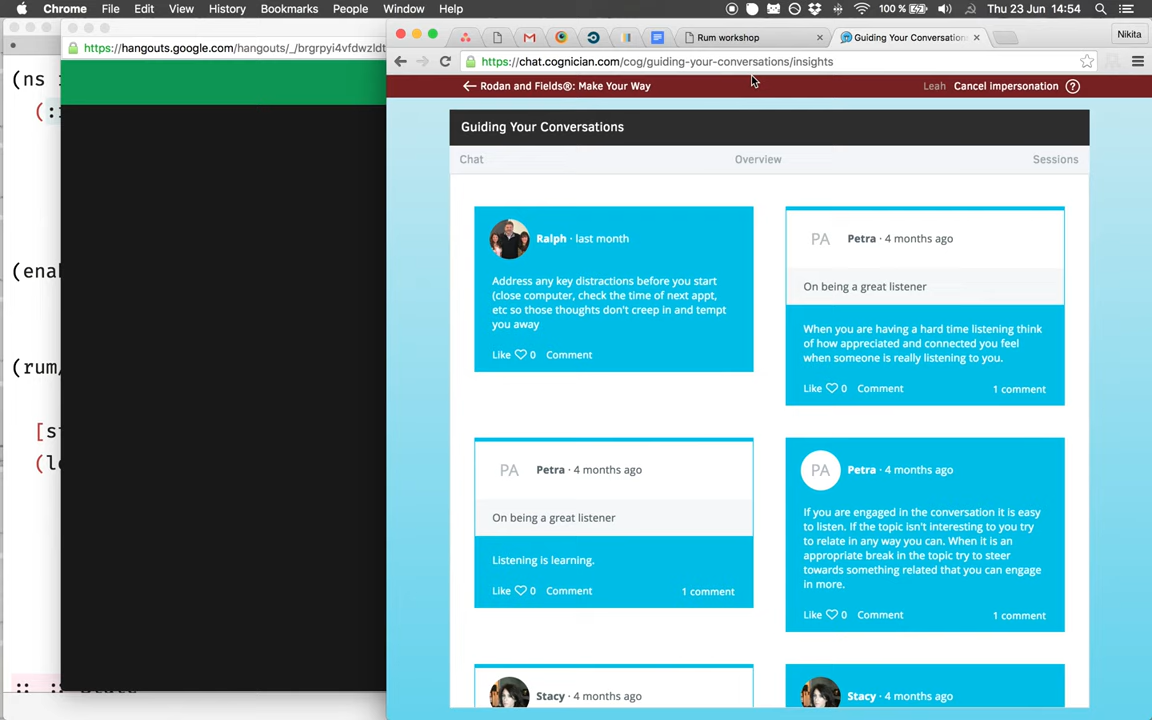 Chrome File Edit View History Bookmarks People Window Help 100 % Thu 23 Jun 14:54
https://hangouts.google.com/hangouts/_/brgrpyi4vfdwzldt
Rum workshop
Guiding Your Conversation
Nikita
https://chat.cognician.com/cog/guiding-your-conversations/insights
Rodan and Fields®: Make Your Way
Leah Cancel impersonation ?
(ns
(:
(enal
(rum/
[s
(l
Guiding Your Conversations
Chat Overview Sessions
Ralph · last month
Address any key distractions before you start
(close computer, check the time of next appt,
etc so those thoughts don't creep in and tempt
you away
Like 0 Comment
PA Petra · 4 months ago
On being a great listener
When you are having a hard time listening think
of how appreciated and connected you feel
when someone is really listening to you.
Like 0 Comment 1 comment
PA Petra · 4 months ago
On being a great listener
Listening is learning.
Like 0 Comment 1 comment
PA Petra · 4 months ago
If you are engaged in the conversation it is easy
to listen. If the topic isn't interesting to you try
to relate in any way you can. When it is an
appropriate break in the topic try to steer
towards something related that you can engage
in more.
Like 0 Comment 1 comment
Stacy · 4 months ago
Stacy · 4 months ago